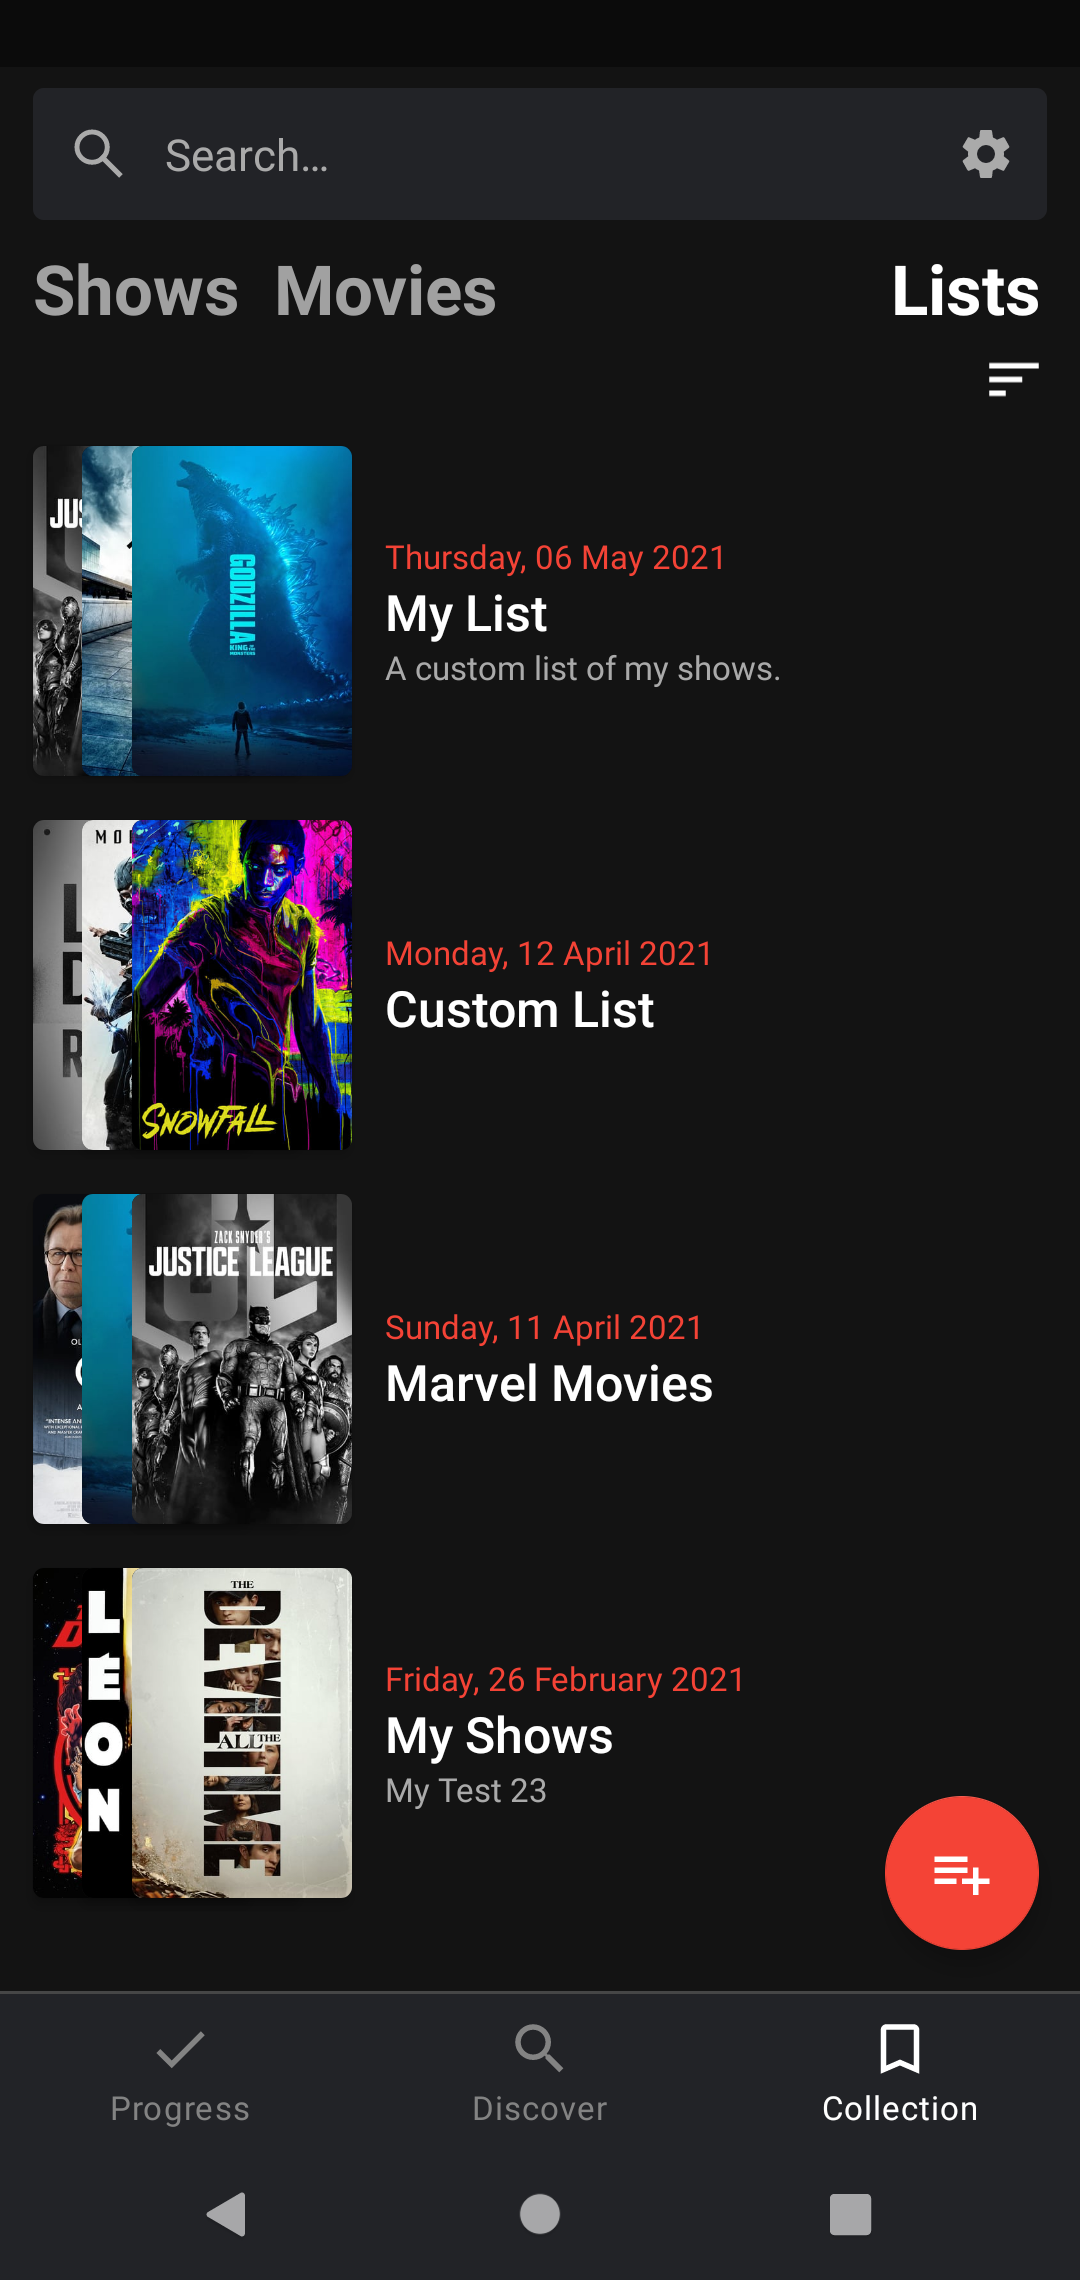 Search...
Shows Movies Lists
JUS
GODZILLA
KING OF THE
MONSTERS
Thursday, 06 May 2021
My List
A custom list of my shows.
MO
L
D
R
SNOWFALL
Monday, 12 April 2021
Custom List
OL
"INTENSE AN
ZACK SNYDER'S
JUSTICE LEAGUE
Sunday, 11 April 2021
Marvel Movies
LÉON
THE
DEVIL
ALL THE
TIME
Friday, 26 February 2021
My Shows
My Test 23
Progress
Discover
Collection